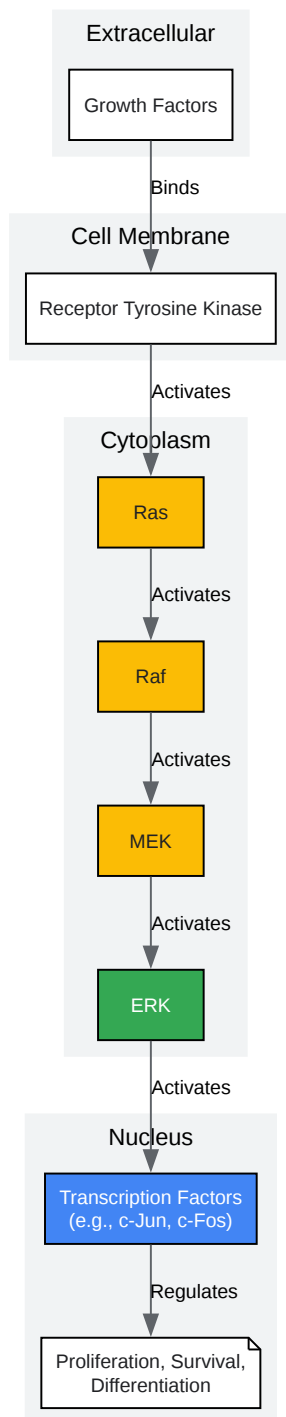 Extracellular
Growth Factors
Binds
Cell Membrane
Receptor Tyrosine Kinase
Activates
Cytoplasm
Ras
Activates
Raf
Activates
MEK
Activates
ERK
Activates
Nucleus
Transcription Factors
(e.g., c-Jun, c-Fos)
Regulates
Proliferation, Survival,
Differentiation